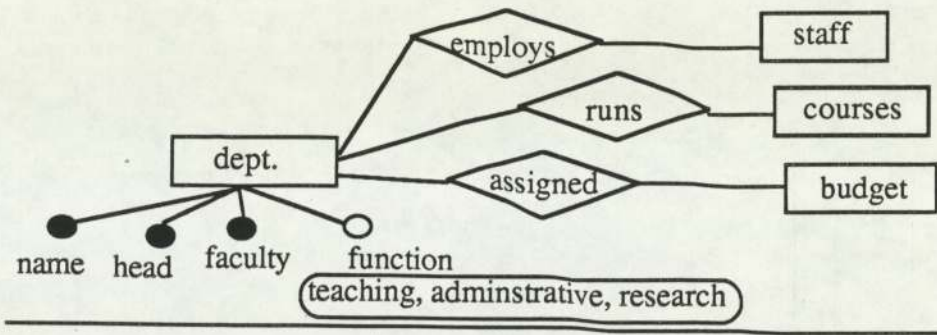 employs
staff
runs
courses
dept.
assigned
budget
name
head
faculty
function
teaching, adminstrative, research